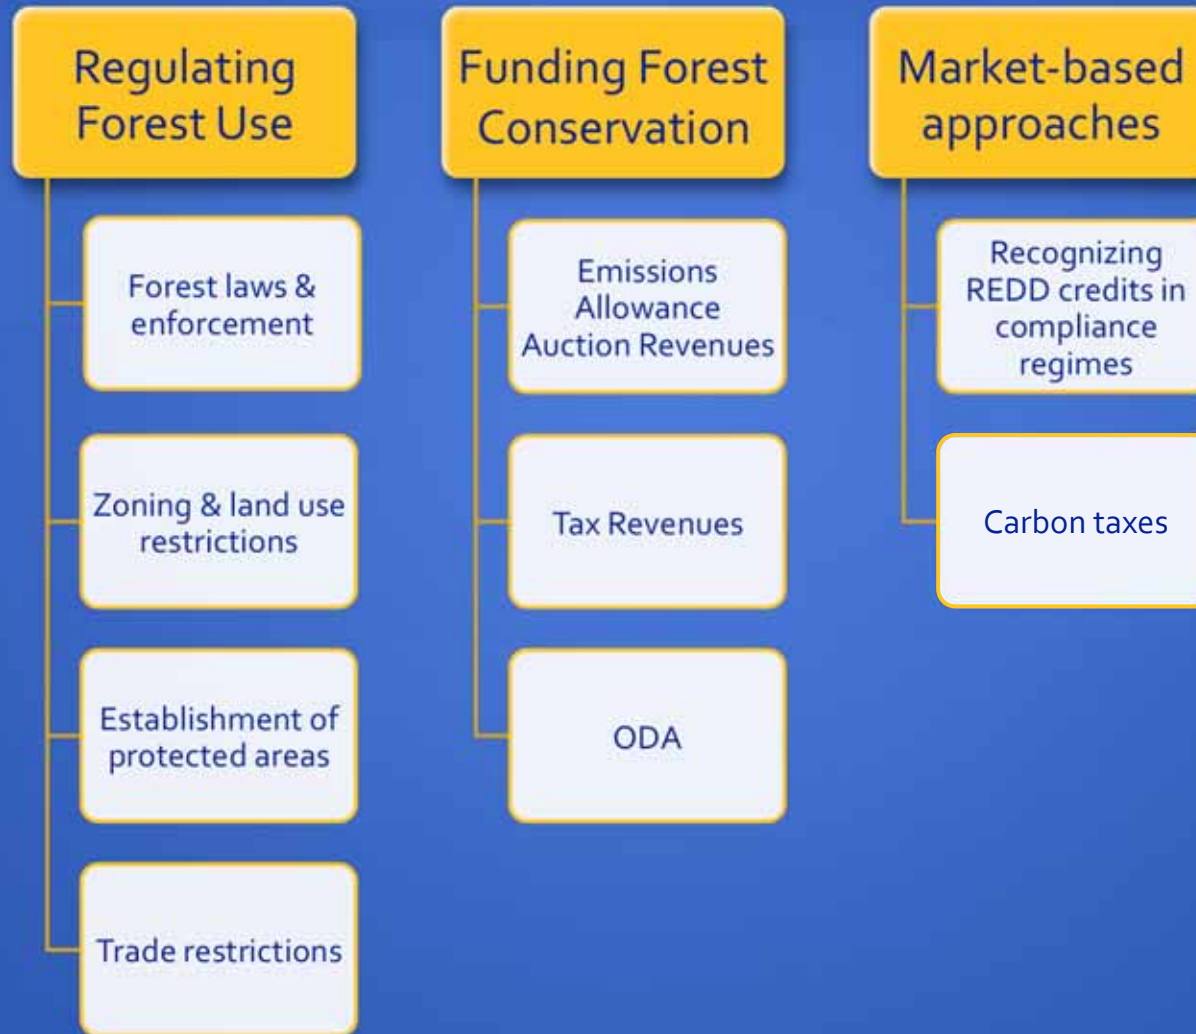 Regulating
Forest Use
Forest laws &
enforcement
Zoning & land use
restrictions
Establishment of
protected areas
Trade restrictions
Funding Forest
Conservation
Emissions
Allowance
Auction Revenues
Tax Revenues
ODA
Market-based
approaches
Recognizing
REDD credits in
compliance
regimes
Carbon taxes